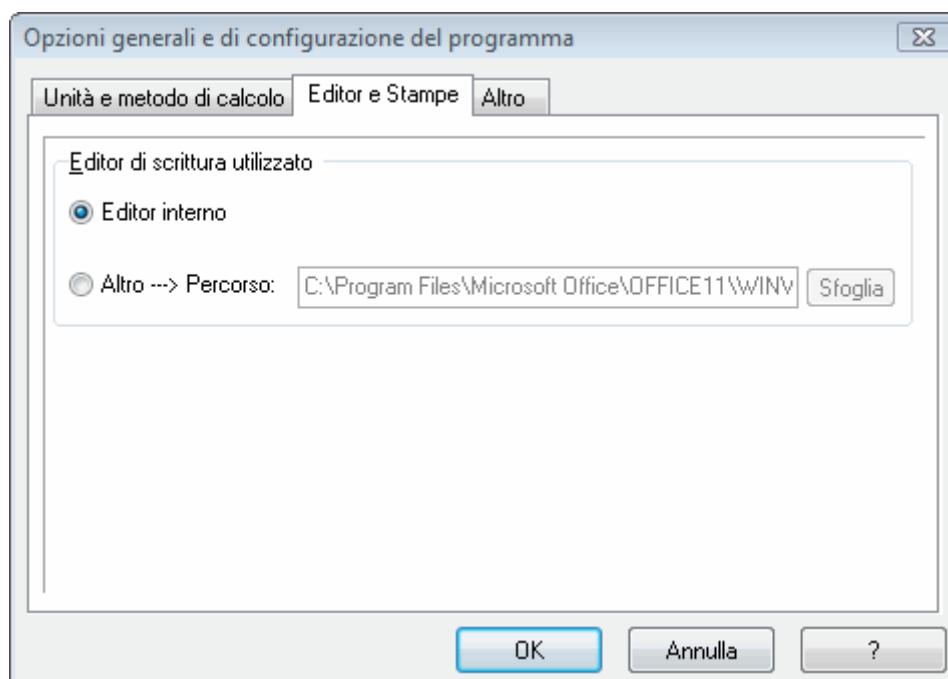 Opzioni generali e di configurazione del programma
Unità e metodo di calcolo Editor e Stampe Altro
Editor di scrittura utilizzato
Editor interno
Altro ---> Percorso: C:\Program Files\Microsoft Office\OFFICE11\WINV Sfoglia
OK Annulla ?